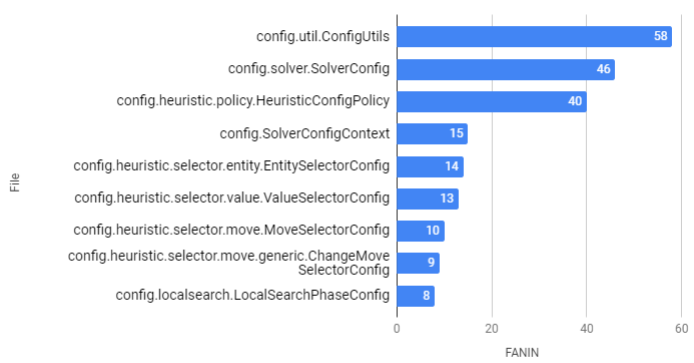 config.util.ConfigUtils
58
config.solver.SolverConfig
46
config.heuristic.policy.HeuristicConfigPolicy
40
config.SolverConfigContext
15
config.heuristic.selector.entity.EntitySelectorConfig
14
config.heuristic.selector.value.ValueSelectorConfig
13
config.heuristic.selector.move.MoveSelectorConfig
10
config.heuristic.selector.move.generic.ChangeMove
SelectorConfig
9
config.localsearch.LocalSearchPhaseConfig
8
File
0
20
40
60
FANIN